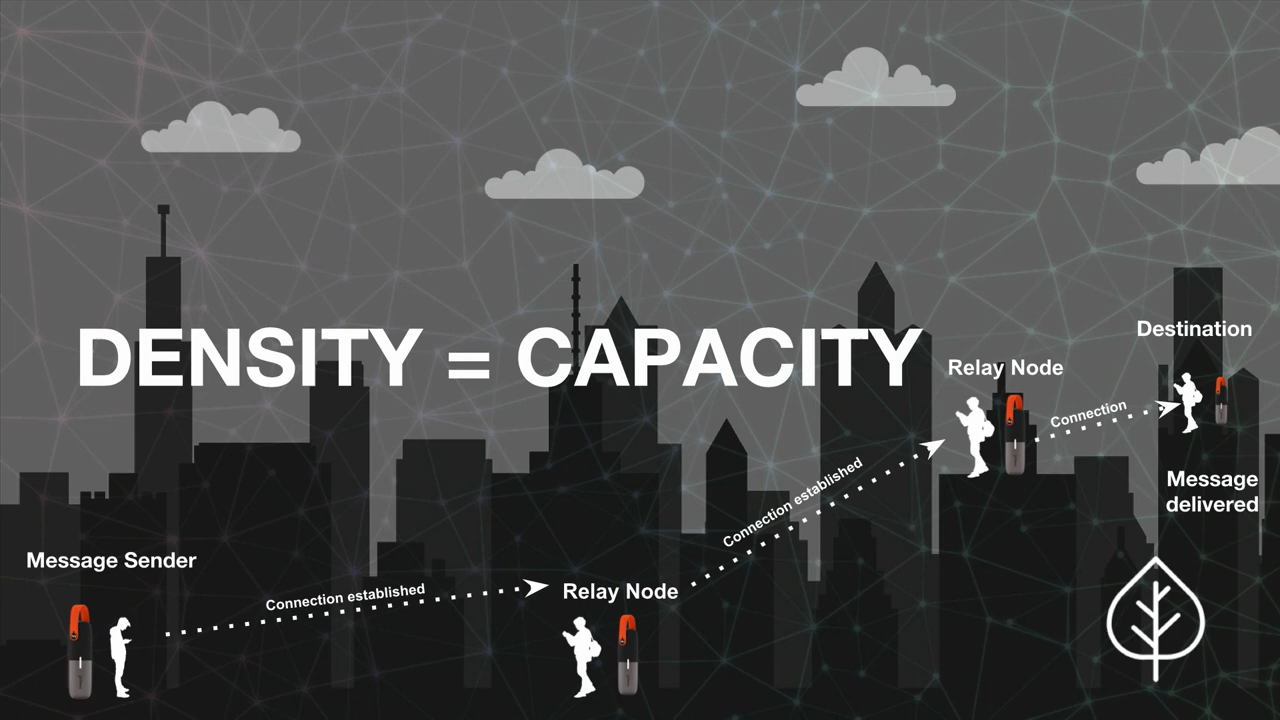 DENSITY = CAPACITY
Destination
Relay Node
Connection
Connection established
Message
delivered
Message Sender
Connection established
Relay Node